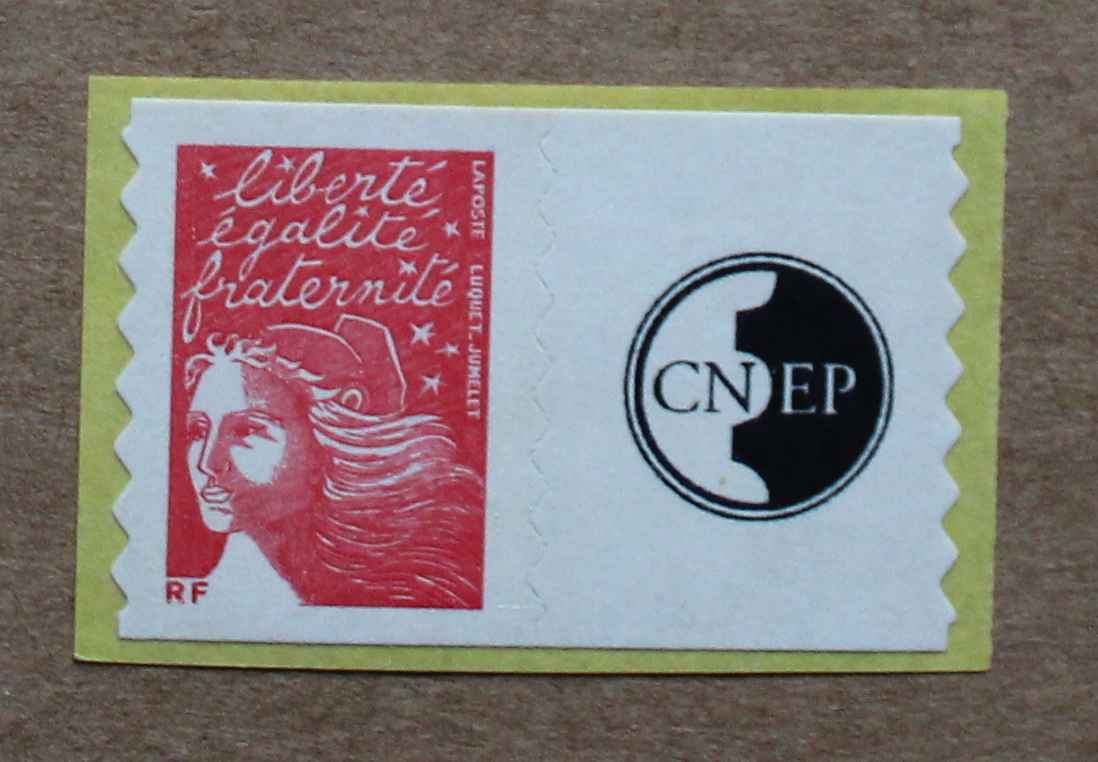 liberté
égalité
fraternité
LAPOSTE LUQUET-JUMELET
RF
CNEP